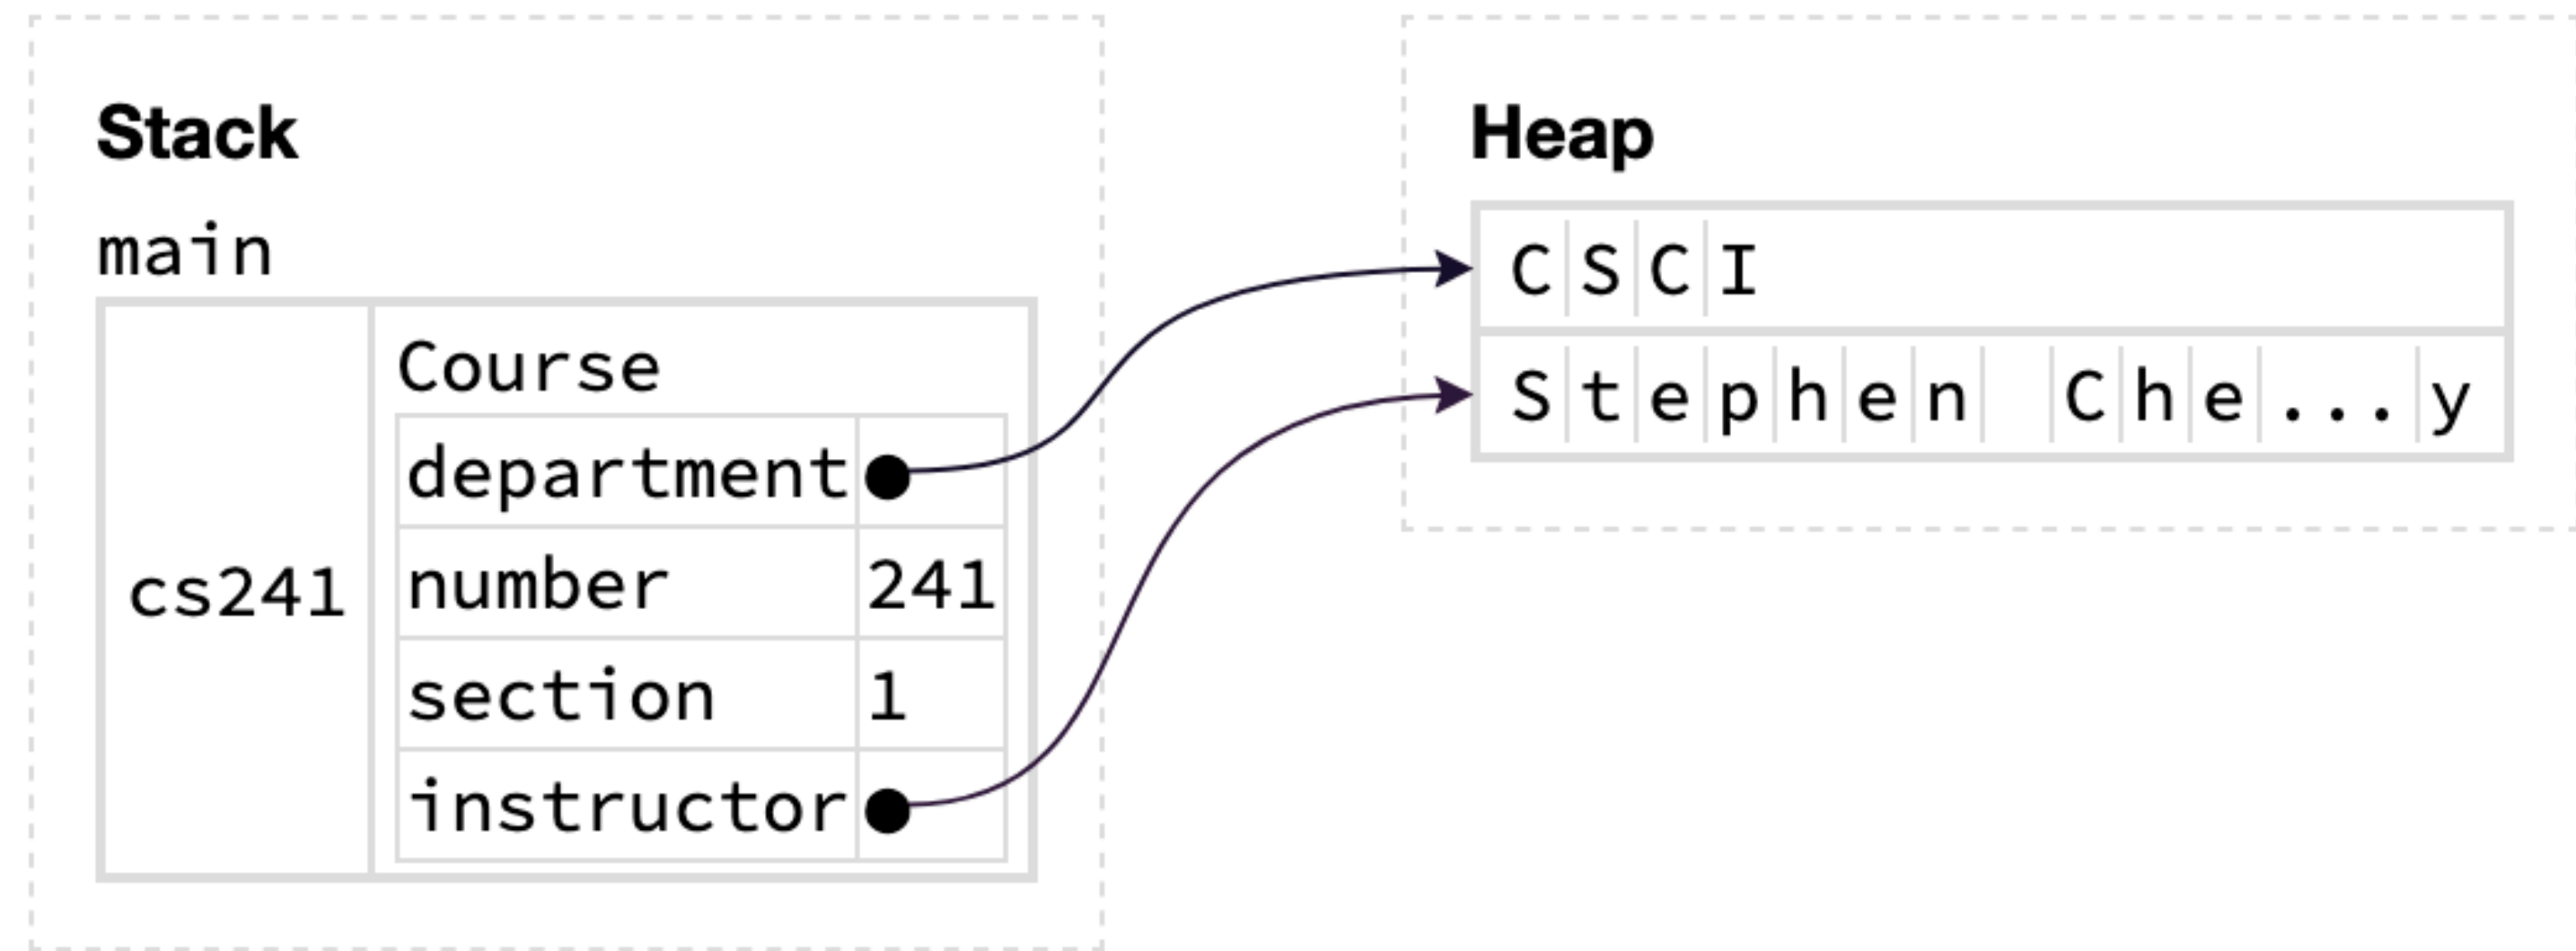 Stack
main
cs241
Course
department
number 241
section 1
instructor
Heap
CSCI
Stephen Che...y